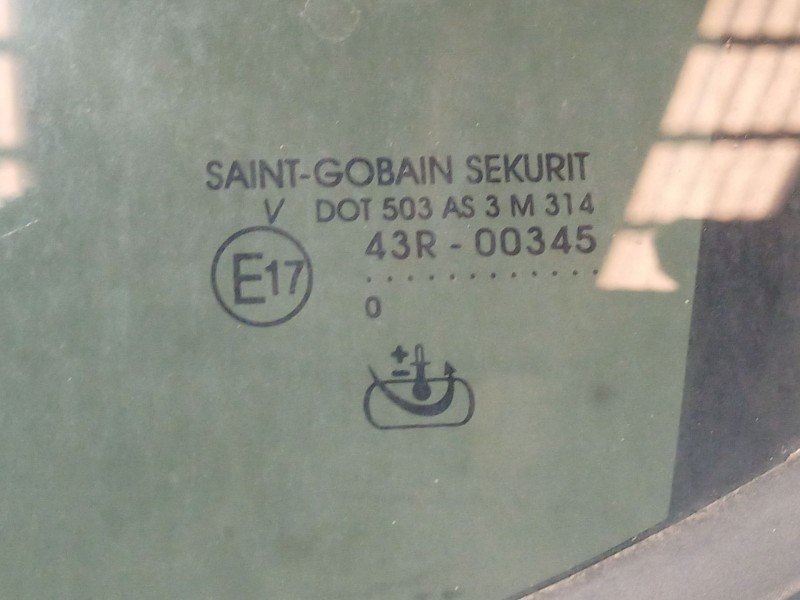 SAINT-GOBAIN SEKURIT
V DOT 503 AS 3 M 314
E17 43R - 00345
. . . . . . . . . . . . . .
0
+
-